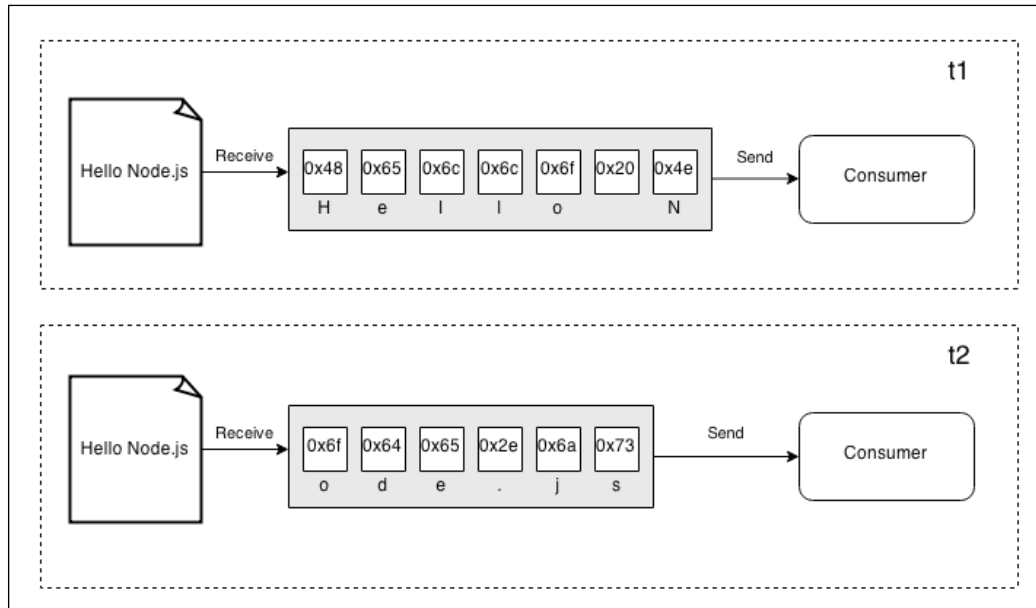 t1
Hello Node.js
Receive
0x48 0x65 0x6c 0x6c 0x6f 0x20 0x4e
H e l l o N
Send
Consumer
t2
Hello Node.js
Receive
0x6f 0x64 0x65 0x2e 0x6a 0x73
o d e . j s
Send
Consumer